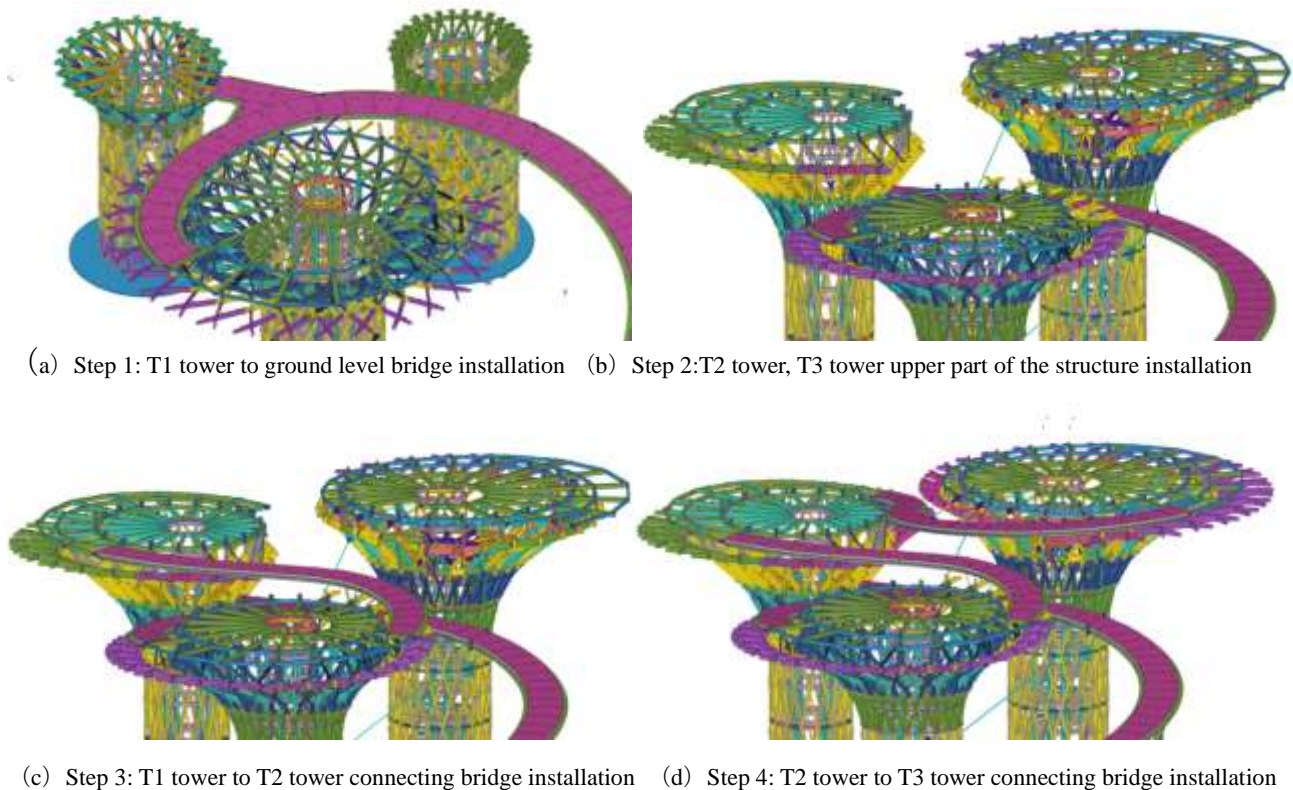 （a）Step 1: T1 tower to ground level bridge installation （b）Step 2:T2 tower, T3 tower upper part of the structure installation
（c）Step 3: T1 tower to T2 tower connecting bridge installation （d）Step 4: T2 tower to T3 tower connecting bridge installation